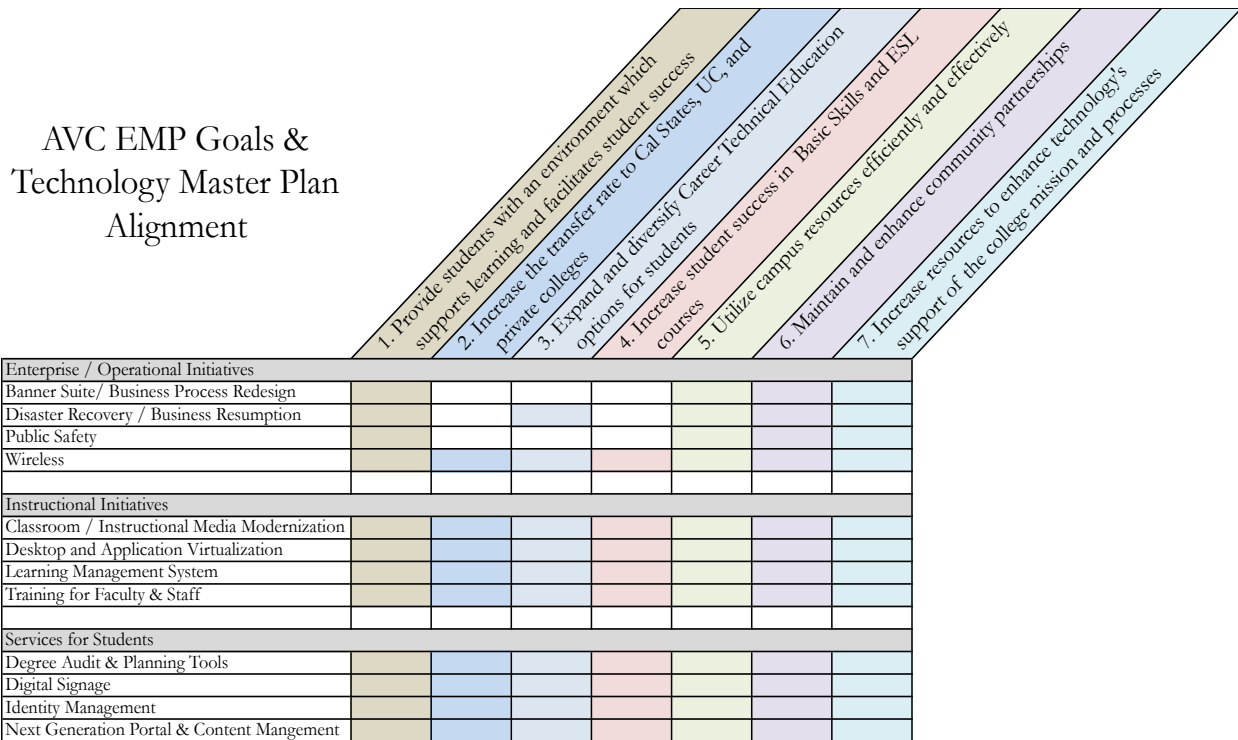 AVC EMP Goals &
Technology Master Plan
Alignment
1. Provide students with an environment which
supports learning and facilitates student success
2. Increase the transfer rate to Cal States, UC, and
private colleges
3. Expand and diversify Career Technical Education
options for students
4. Increase student success in Basic Skills and ESL
courses
5. Utilize campus resources efficiently and effectively
6. Maintain and enhance community partnerships
7. Increase resources to enhance technology's
support of the college mission and processes
Enterprise / Operational Initiatives
Banner Suite/ Business Process Redesign
Disaster Recovery / Business Resumption
Public Safety
Wireless
Instructional Initiatives
Classroom / Instructional Media Modernization
Desktop and Application Virtualization
Learning Management System
Training for Faculty & Staff
Services for Students
Degree Audit & Planning Tools
Digital Signage
Identity Management
Next Generation Portal & Content Mangement